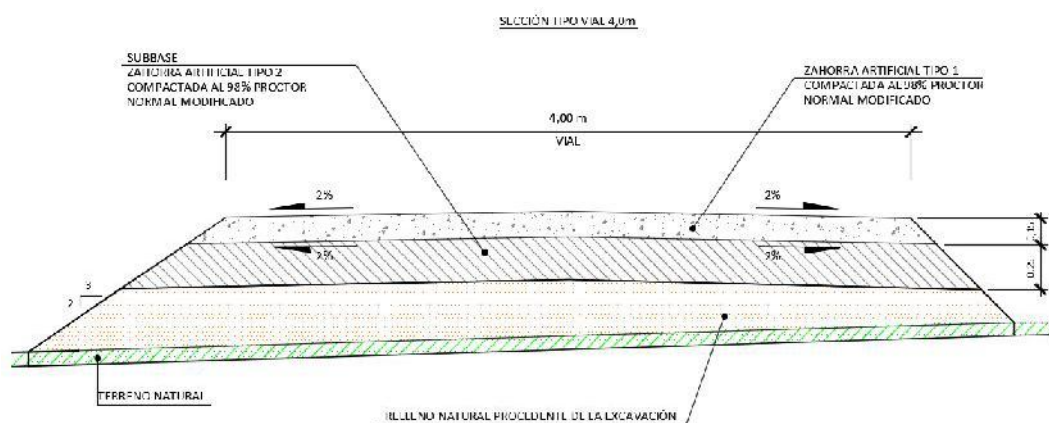 SECCIÓN TIPO VIAL 4,0m
SUBBASE
ZAHORRA ARTIFICIAL TIPO 2
COMPACTADA AL 98% PROCTOR
NORMAL MODIFICADO
ZAHORRA ARTIFICIAL TIPO 1
COMPACTADA AL 98% PROCTOR
NORMAL MODIFICADO
4,00 m
VIAL
2%
2%
2%
2%
3
2
TERRENO NATURAL
RELLENO NATURAL PROCEDENTE DE LA EXCAVACIÓN